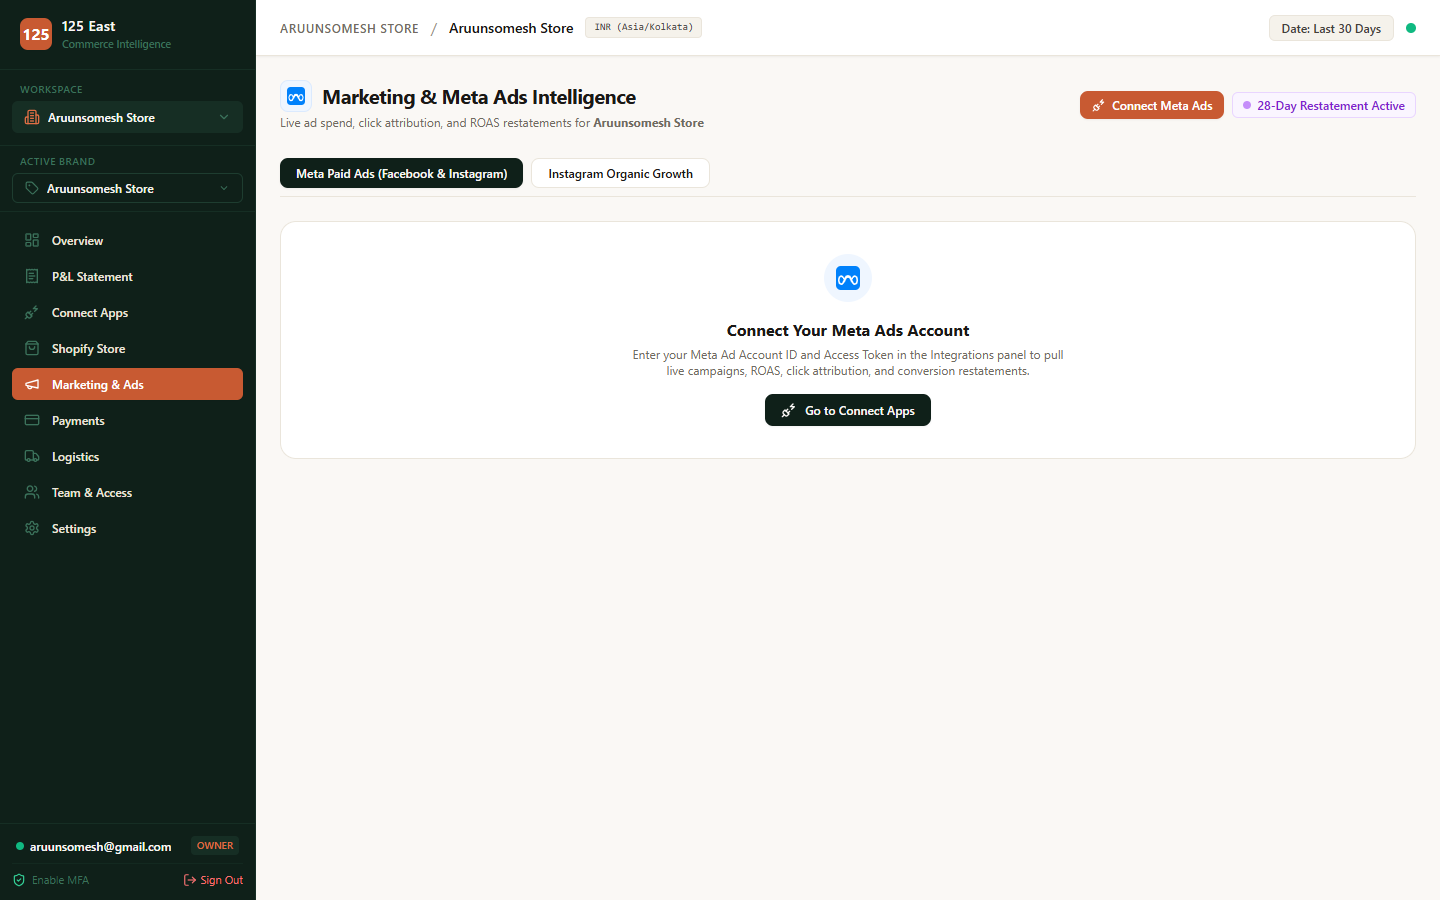 125
125 East
Commerce Intelligence
WORKSPACE
Aruunsomesh Store
ACTIVE BRAND
Aruunsomesh Store
Overview
P&L Statement
Connect Apps
Shopify Store
Marketing & Ads
Payments
Logistics
Team & Access
Settings
aruunsomesh@gmail.com
OWNER
Enable MFA
Sign Out
ARUUNSOMESH STORE / Aruunsomesh Store INR (Asia/Kolkata)
Date: Last 30 Days
Marketing & Meta Ads Intelligence
Live ad spend, click attribution, and ROAS restatements for Aruunsomesh Store
Connect Meta Ads
28-Day Restatement Active
Meta Paid Ads (Facebook & Instagram)
Instagram Organic Growth
Connect Your Meta Ads Account
Enter your Meta Ad Account ID and Access Token in the Integrations panel to pull
live campaigns, ROAS, click attribution, and conversion restatements.
Go to Connect Apps